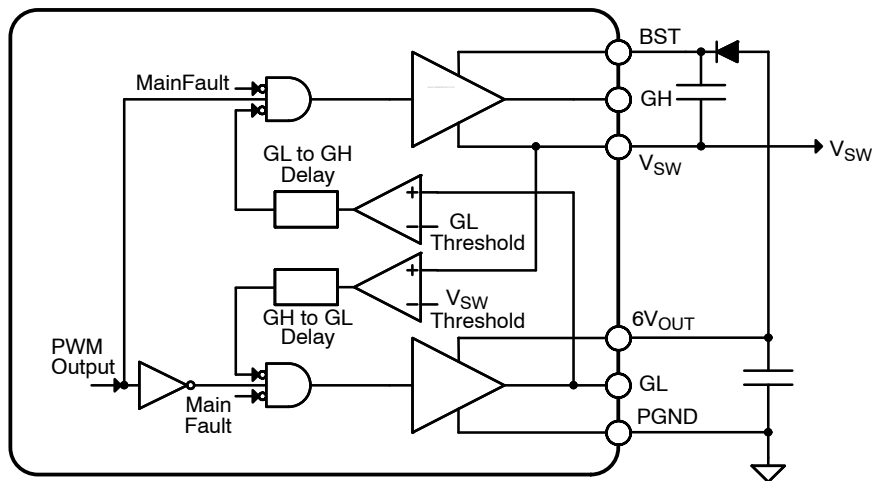 BST
MainFault
GH
V_SW
V_SW
GL to GH
Delay
+
−
GL
Threshold
+
−
V_SW
Threshold
GH to GL
Delay
6V_OUT
PWM
Output
GL
Main
Fault
PGND